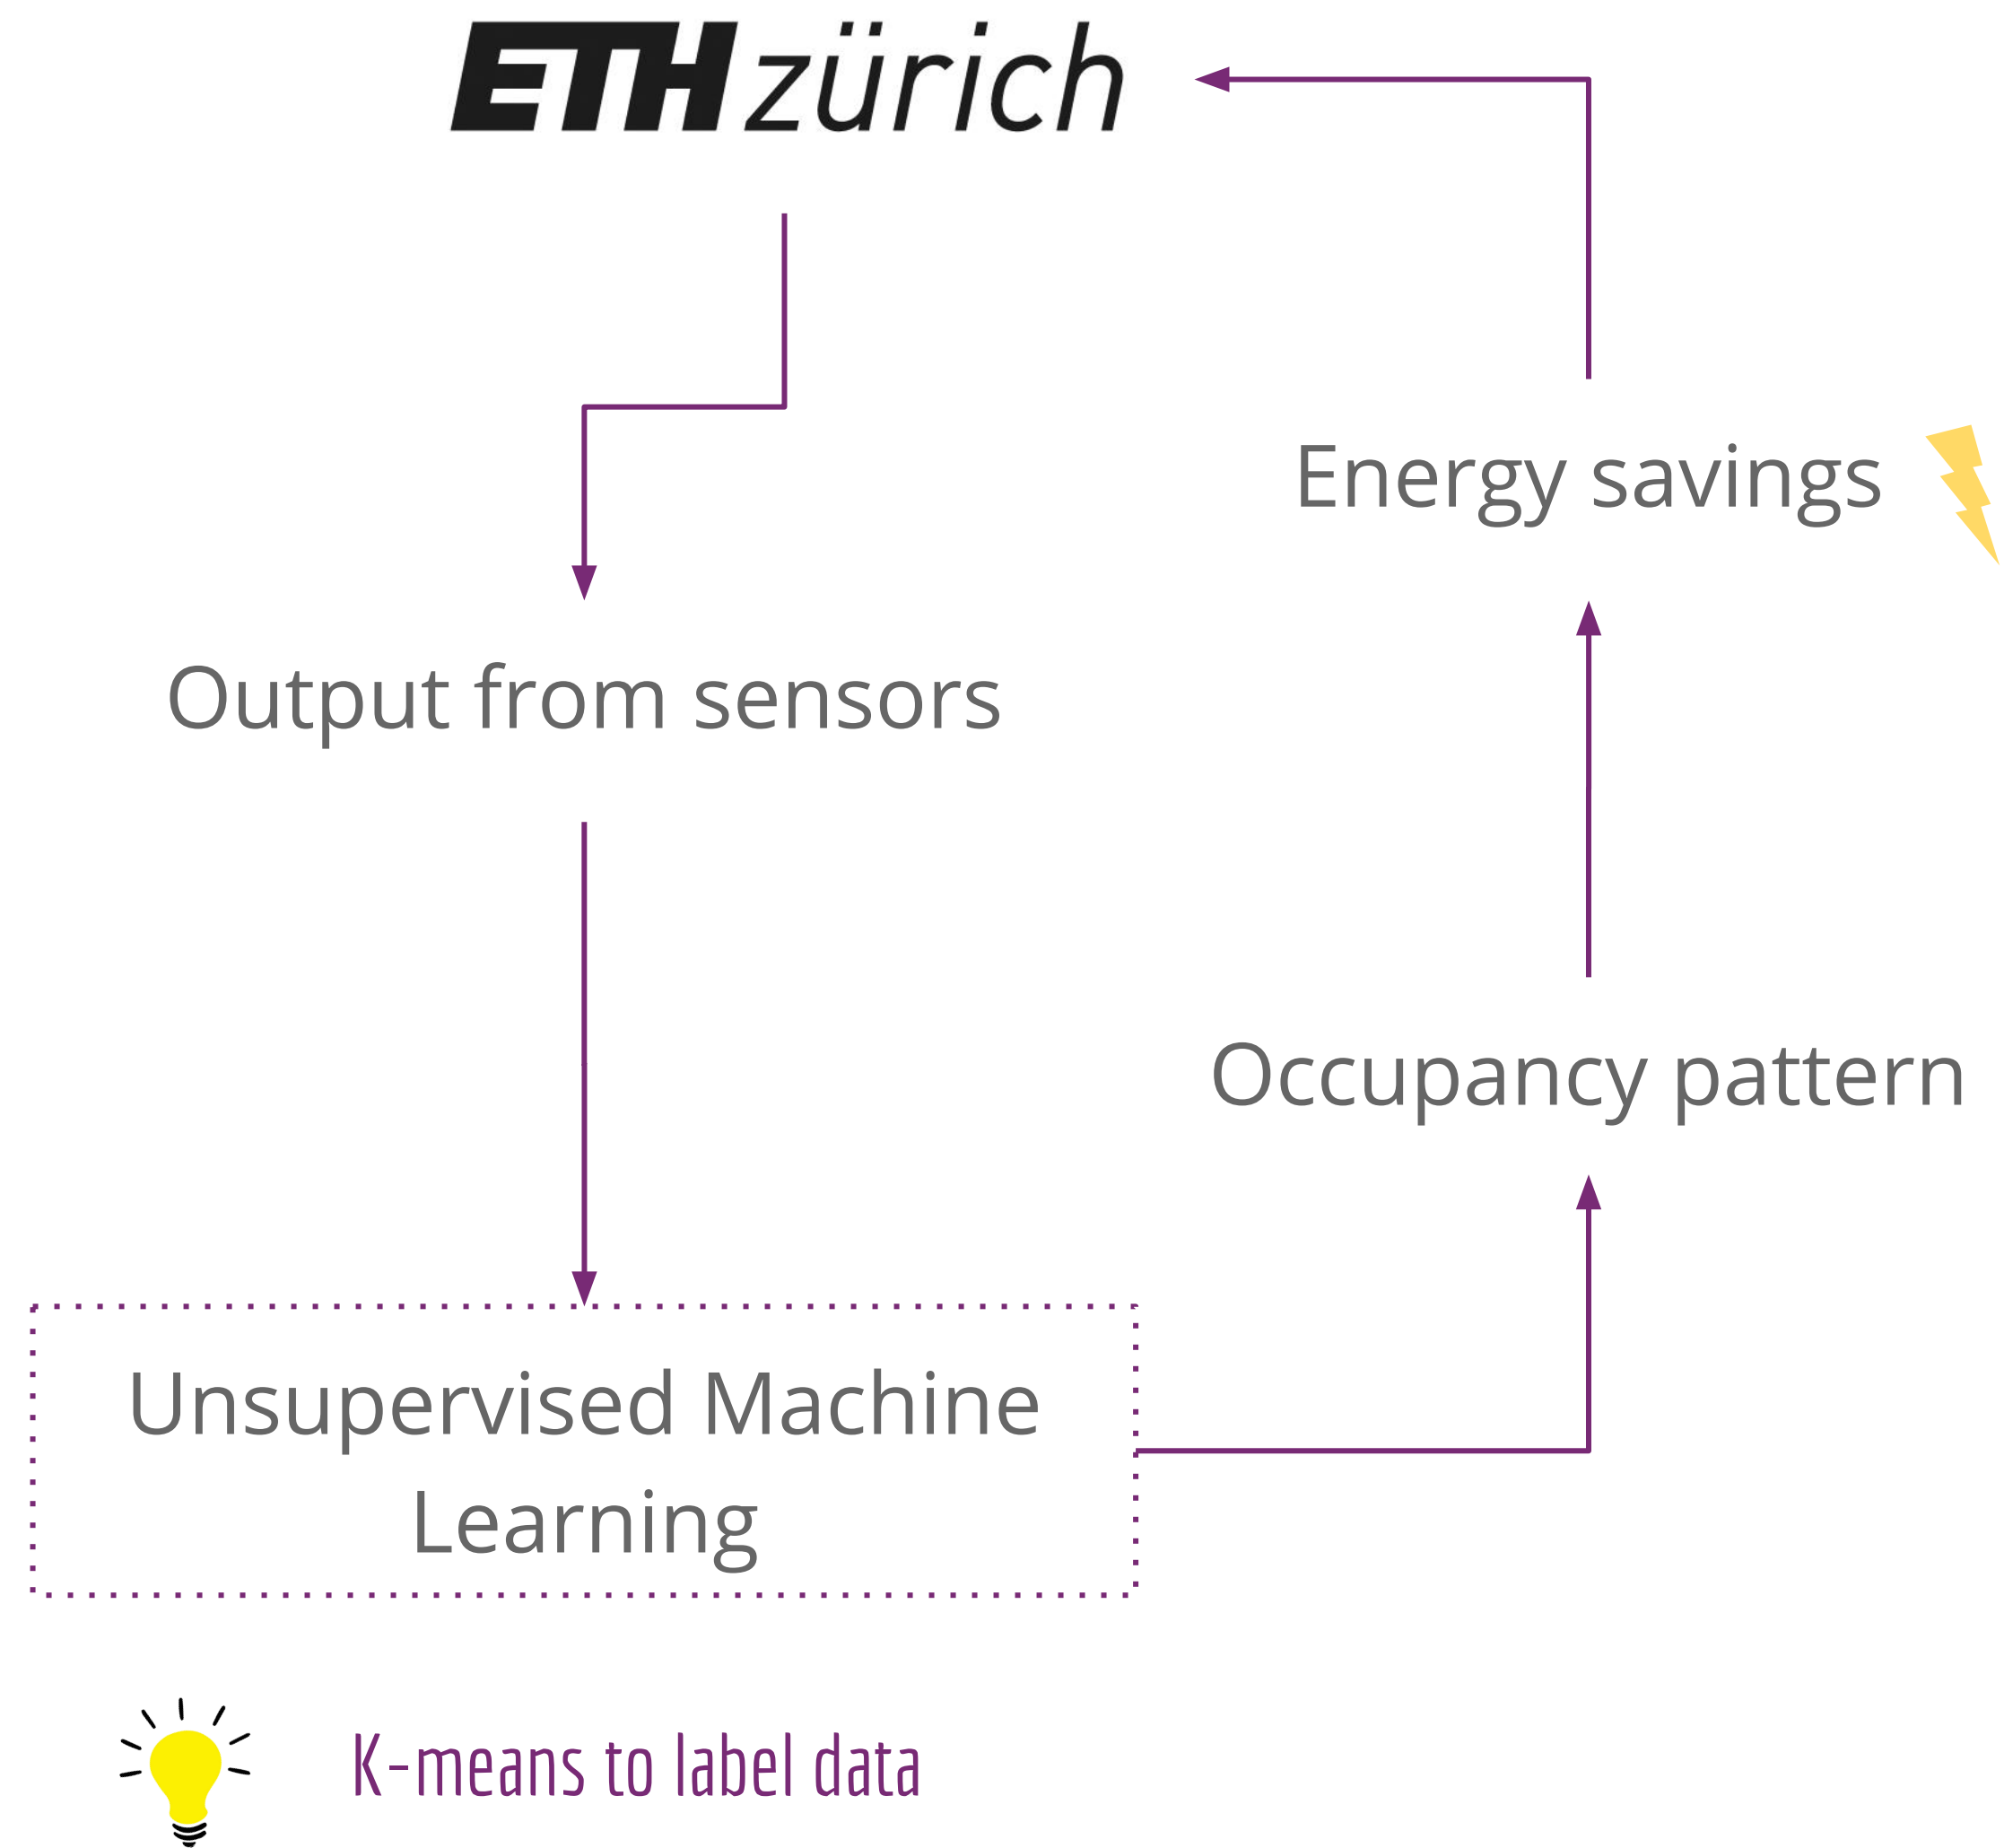 ETH zürich
Energy savings
Output from sensors
Occupancy pattern
Unsupervised Machine
Learning
K-means to label data